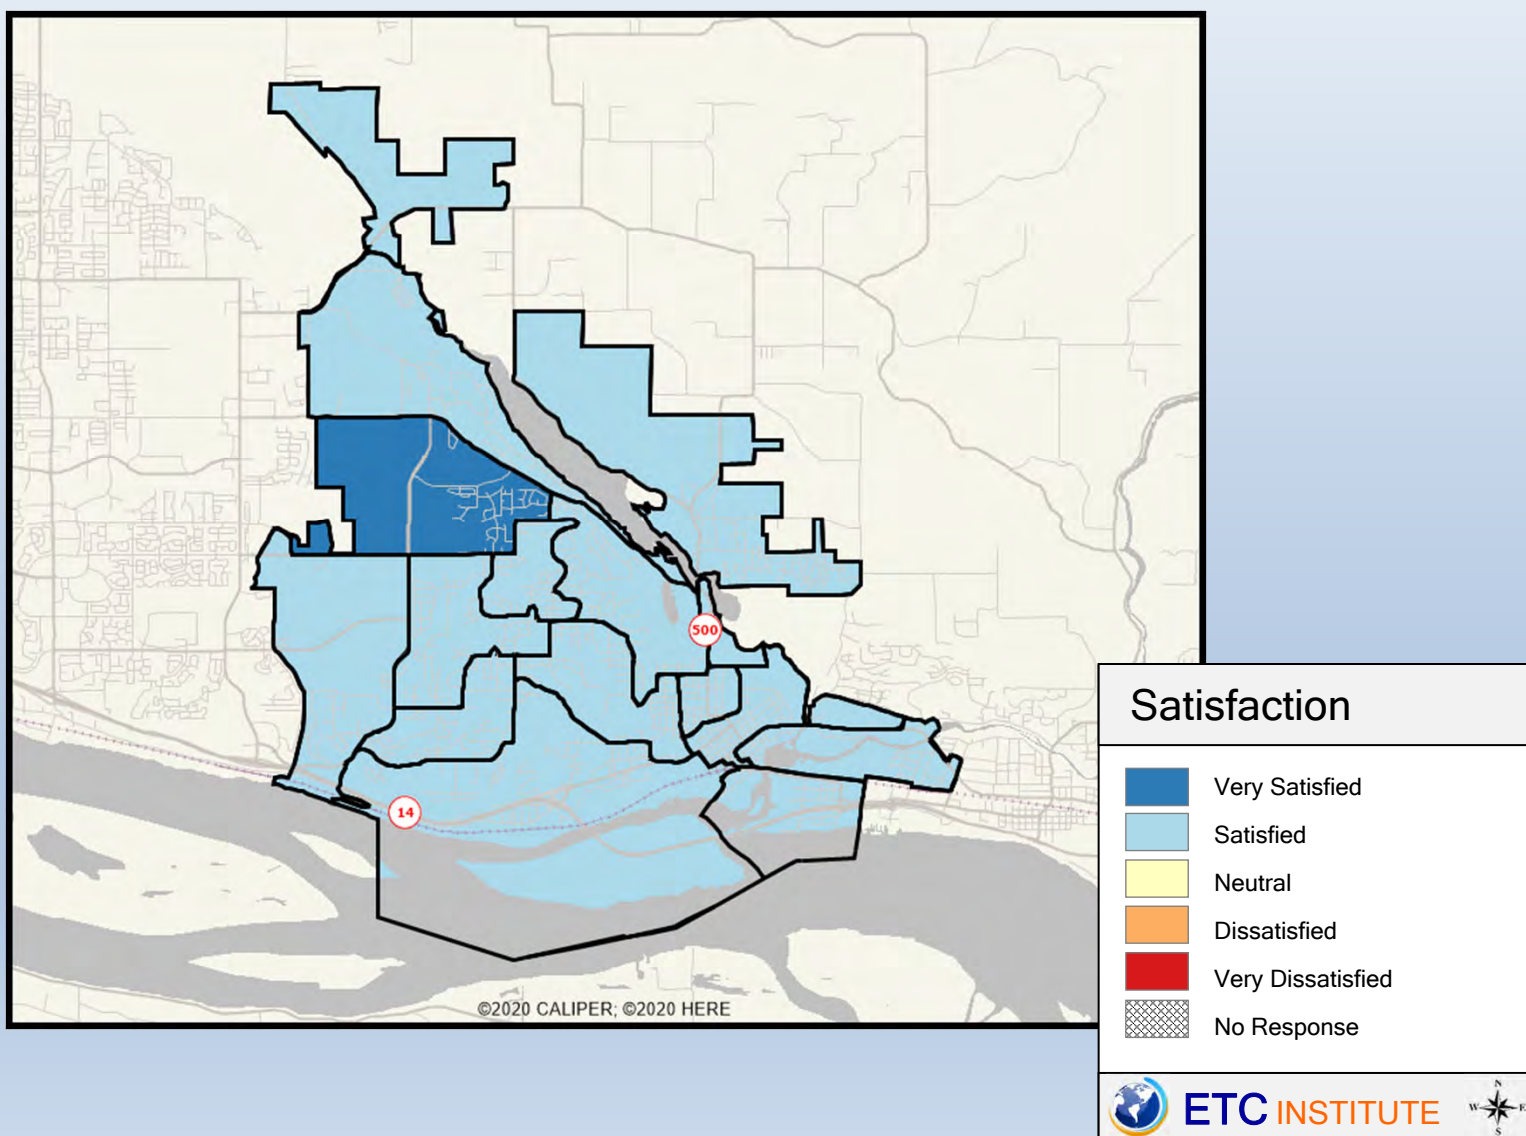 500
14
©2020 CALIPER; ©2020 HERE
Satisfaction
Very Satisfied
Satisfied
Neutral
Dissatisfied
Very Dissatisfied
No Response
ETC INSTITUTE
N
W E
S